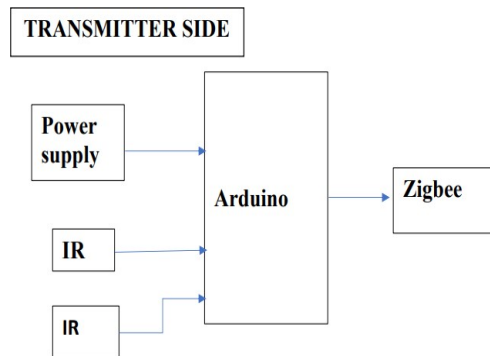 TRANSMITTER SIDE
Power
supply
Arduino
Zigbee
IR
IR